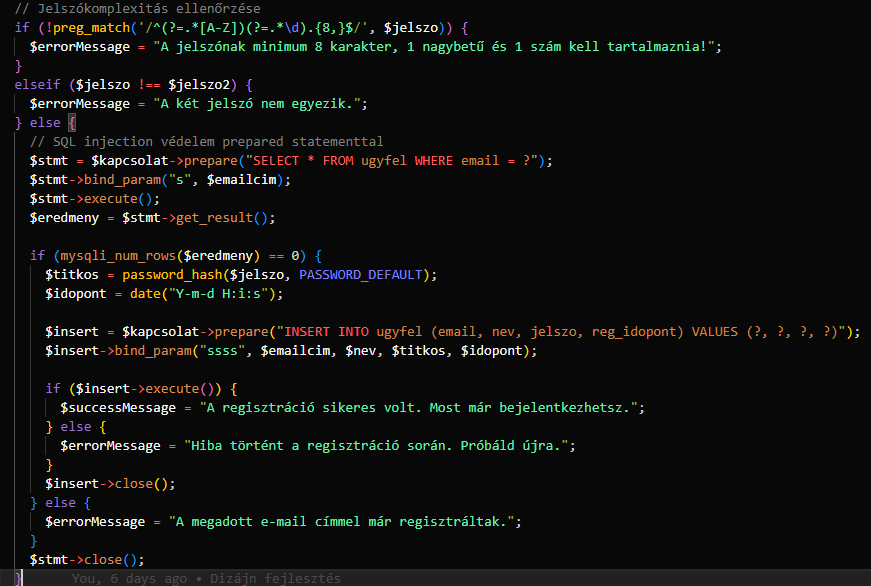 // Jelszókomplexitás ellenőrzése
if (!preg_match('/^(?=.*[A-Z])(?=.*\d).{8,}$/', $jelszo)) {
  $errorMessage = "A jelszónak minimum 8 karakter, 1 nagybetű és 1 szám kell tartalmaznia!";
}
elseif ($jelszo !== $jelszo2) {
  $errorMessage = "A két jelszó nem egyezik.";
} else {
  // SQL injection védelem prepared statementtal
  $stmt = $kapcsolat->prepare("SELECT * FROM ugyfel WHERE email = ?");
  $stmt->bind_param("s", $emailcim);
  $stmt->execute();
  $eredmeny = $stmt->get_result();

  if (mysqli_num_rows($eredmeny) == 0) {
    $titkos = password_hash($jelszo, PASSWORD_DEFAULT);
    $idopont = date("Y-m-d H:i:s");

    $insert = $kapcsolat->prepare("INSERT INTO ugyfel (email, nev, jelszo, reg_idopont) VALUES (?, ?, ?, ?)");
    $insert->bind_param("ssss", $emailcim, $nev, $titkos, $idopont);

    if ($insert->execute()) {
      $successMessage = "A regisztráció sikeres volt. Most már bejelentkezhetsz.";
    } else {
      $errorMessage = "Hiba történt a regisztráció során. Próbáld újra.";
    }
    $insert->close();
  } else {
    $errorMessage = "A megadott e-mail címmel már regisztráltak.";
  }
  $stmt->close();
} You, 6 days ago • Dizájn fejlesztés